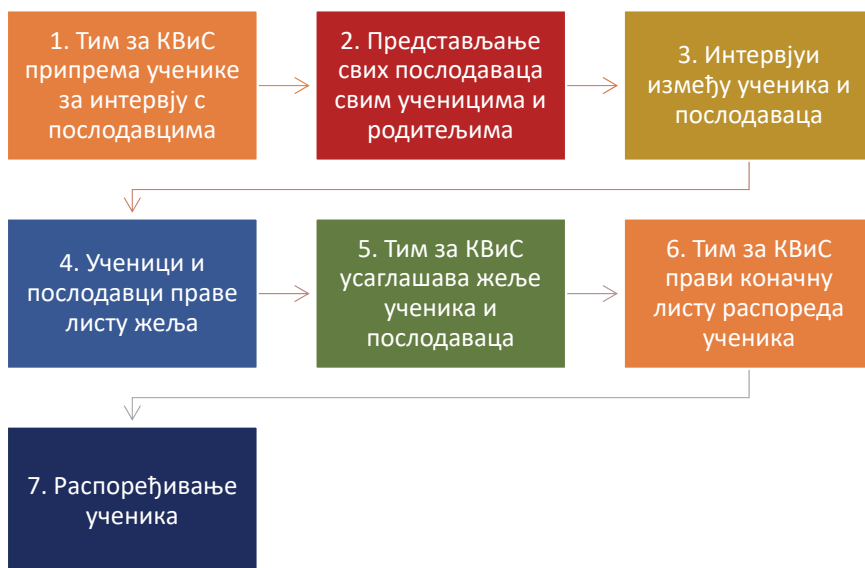 1. Тим за КВиС
припрема ученике
за интервју с
послодавцима
2. Представљање
свих послодаваца
свим ученицима и
родитељима
3. Интервјуи
између ученика и
послодаваца
4. Ученици и
послодавци праве
листу жеља
5. Тим за КВиС
усаглашава жеље
ученика и
послодаваца
6. Тим за КВиС
прави коначну
листу распореда
ученика
7. Распоређивање
ученика